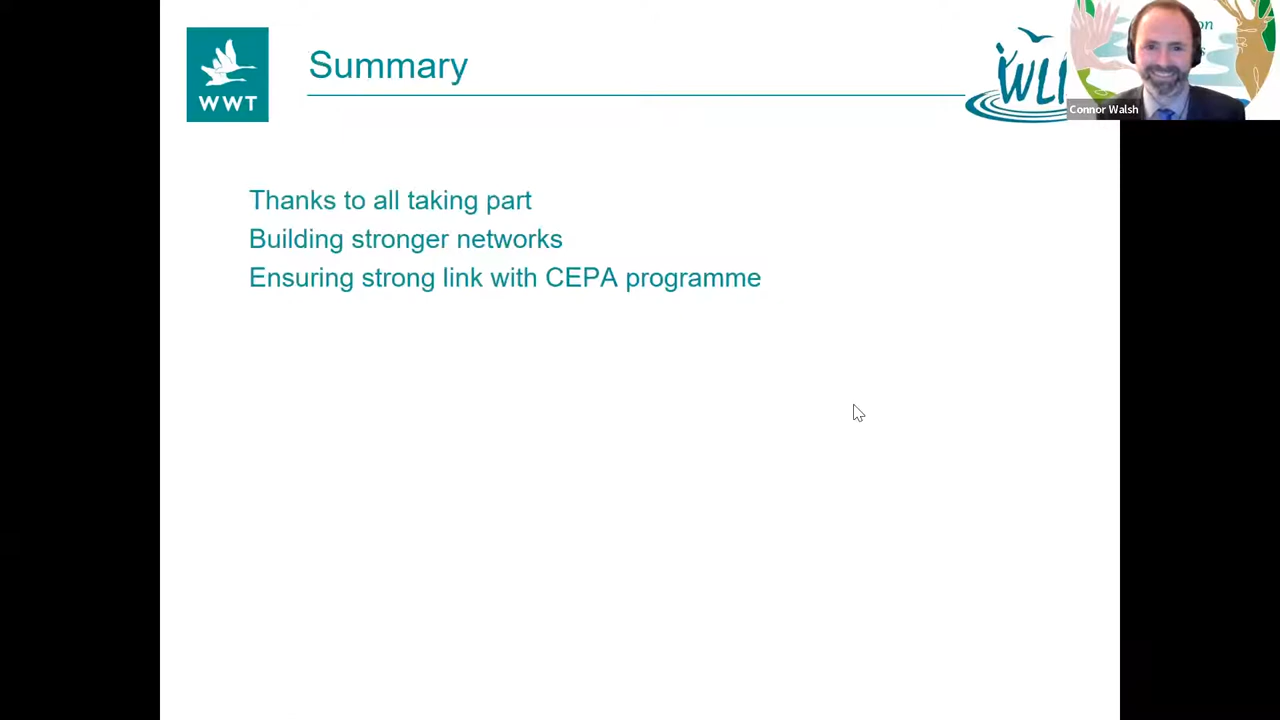 WWT
Summary
WLI
on
s
Connor Walsh
Thanks to all taking part
Building stronger networks
Ensuring strong link with CEPA programme